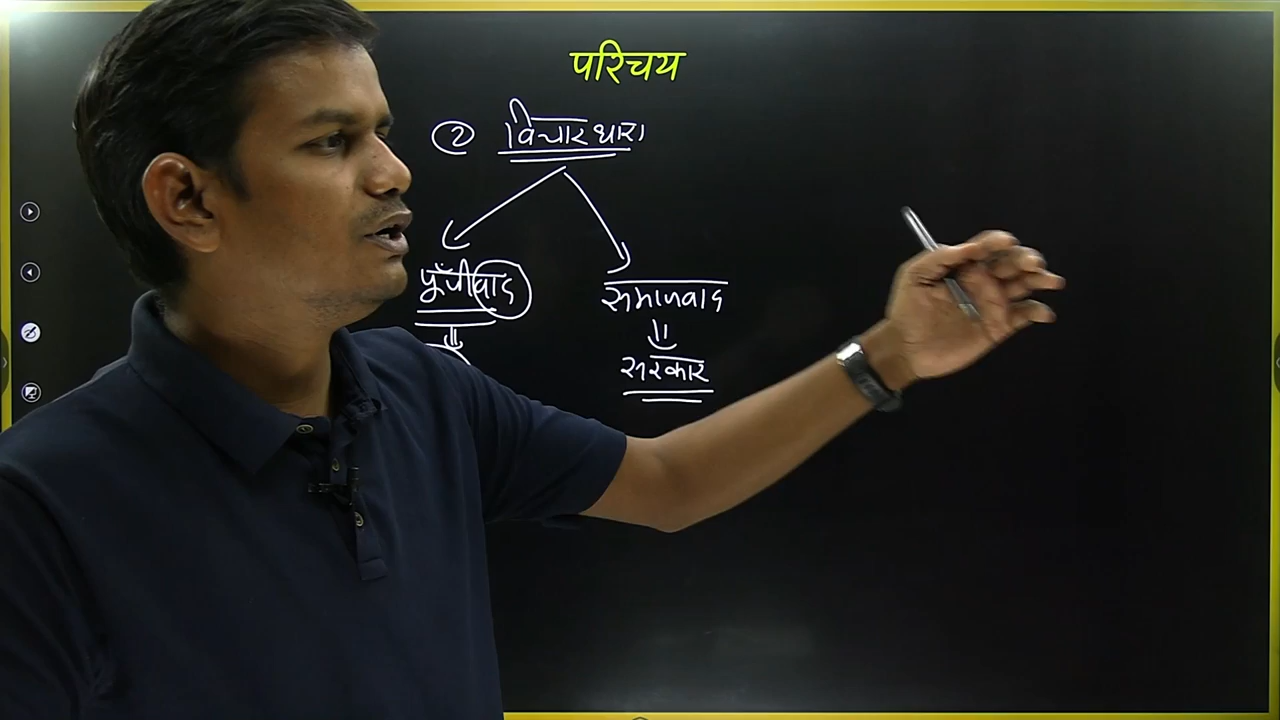 परिचय
② विचारधारा
पूँजीवाद समाजवाद
सरकार